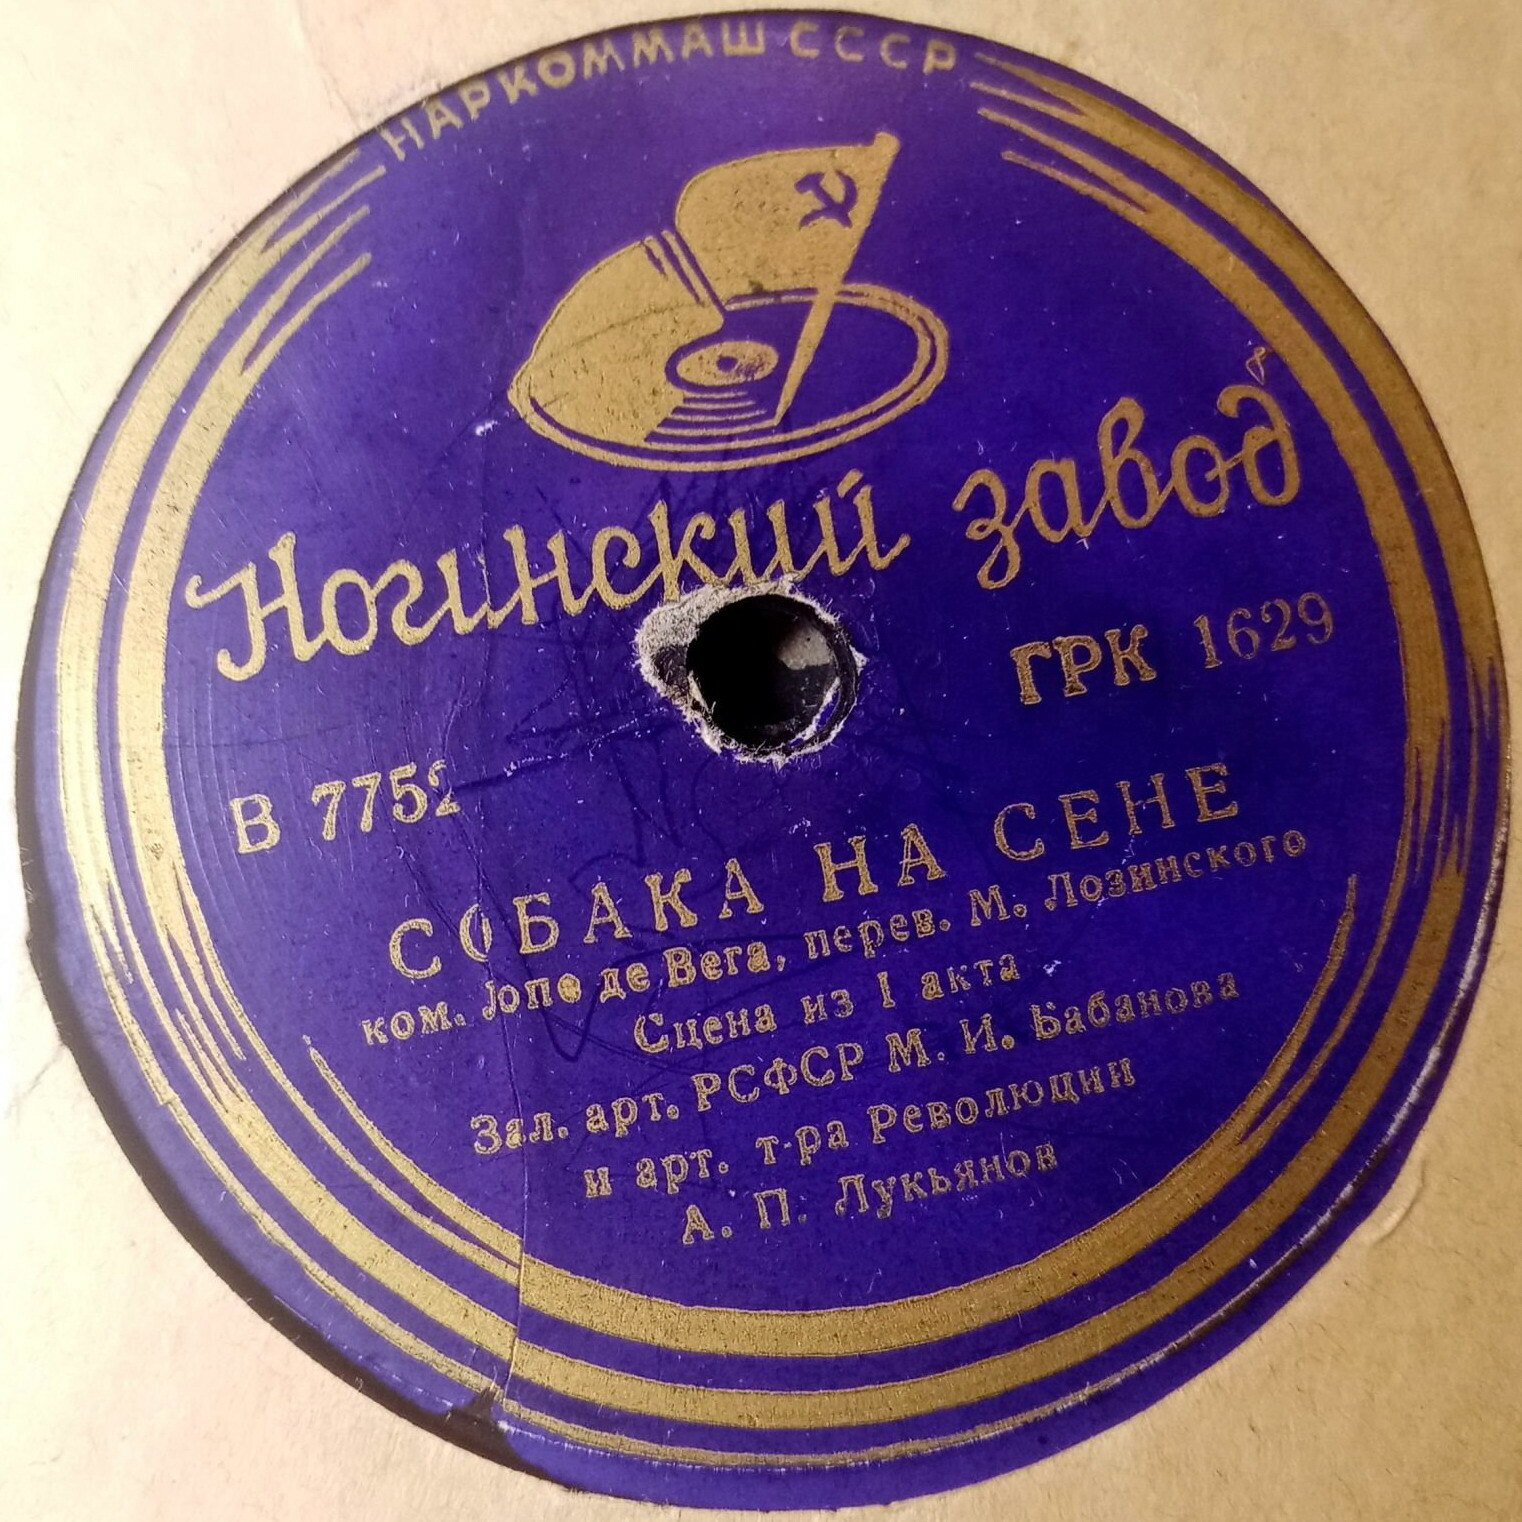 НАРКОММАШ СССР
Ногинский завод
ГРК 1629
В 7752
СОБАКА НА СЕНЕ
ком. Лопе де Вега, перев. М. Лозинского
Сцена из I акта
Зал. арт. РСФСР М. И. Бабанова
и арт. т-ра Революции
А. П. Лукьянов